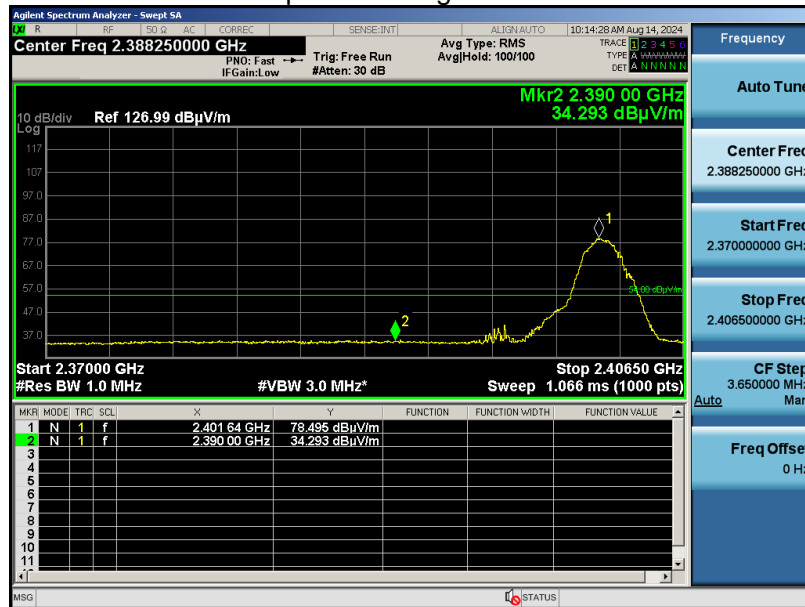 Agilent Spectrum Analyzer - Swept SA
LXI R RF 50 Ω AC CORREC SENSE:INT ALIGN AUTO 10:14:28 AM Aug 14, 2024
Center Freq 2.388250000 GHz
PNO: Fast
IFGain:Low
Trig: Free Run
#Atten: 30 dB
Avg Type: RMS
Avg|Hold: 100/100
TRACE 1 2 3 4 5 6
TYPE A WWWWW
DET A N N N N N
Mkr2 2.390 00 GHz
34.293 dBμV/m
10 dB/div Ref 126.99 dBμV/m
Log
117
107
97.0
87.0
77.0
67.0
57.0
47.0
37.0
1
2
54.00 dBμV/m
Start 2.37000 GHz Stop 2.40650 GHz
#Res BW 1.0 MHz #VBW 3.0 MHz* Sweep 1.066 ms (1000 pts)
MKR MODE TRC SCL X Y FUNCTION FUNCTION WIDTH FUNCTION VALUE
1 N 1 f 2.401 64 GHz 78.495 dBμV/m
2 N 1 f 2.390 00 GHz 34.293 dBμV/m
3
4
5
6
7
8
9
10
11
MSG STATUS
Frequency
Auto Tune
Center Freq
2.388250000 GHz
Start Freq
2.370000000 GHz
Stop Freq
2.406500000 GHz
CF Step
3.650000 MHz
Auto Man
Freq Offset
0 Hz